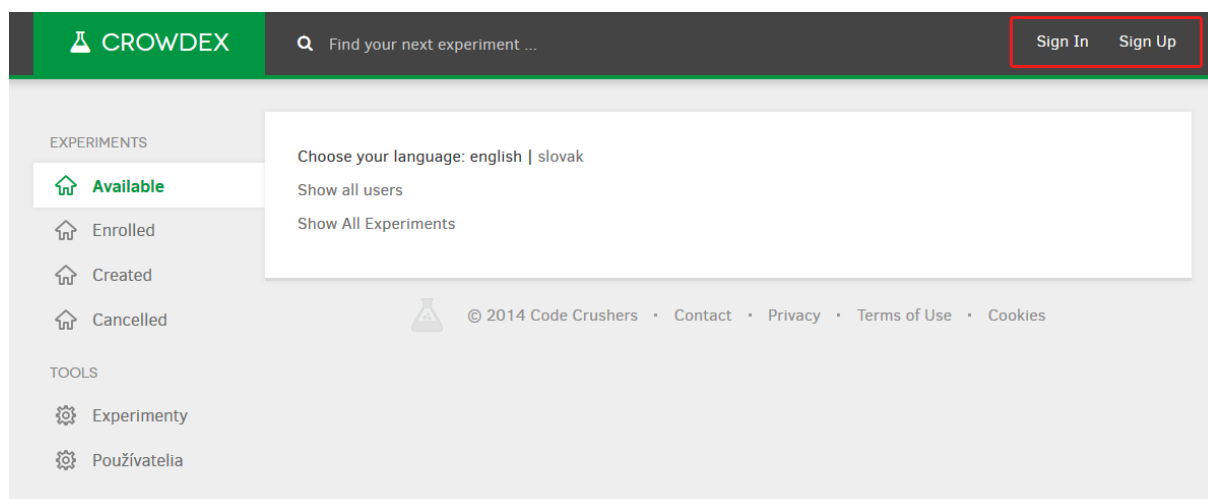 CROWDEX
Find your next experiment ...
Sign In Sign Up
EXPERIMENTS
Available
Enrolled
Created
Cancelled
TOOLS
Experimenty
Používatelia
Choose your language: english | slovak
Show all users
Show All Experiments
© 2014 Code Crushers · Contact · Privacy · Terms of Use · Cookies